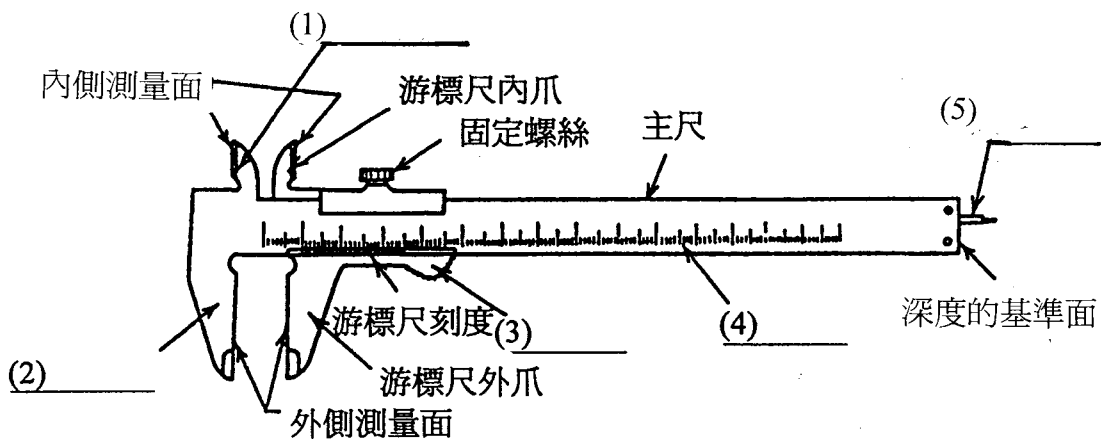 (1)
內側測量面
游標尺內爪
固定螺絲
主尺
(5)
游標尺刻度
(3)
(4)
深度的基準面
(2)
游標尺外爪
外側測量面